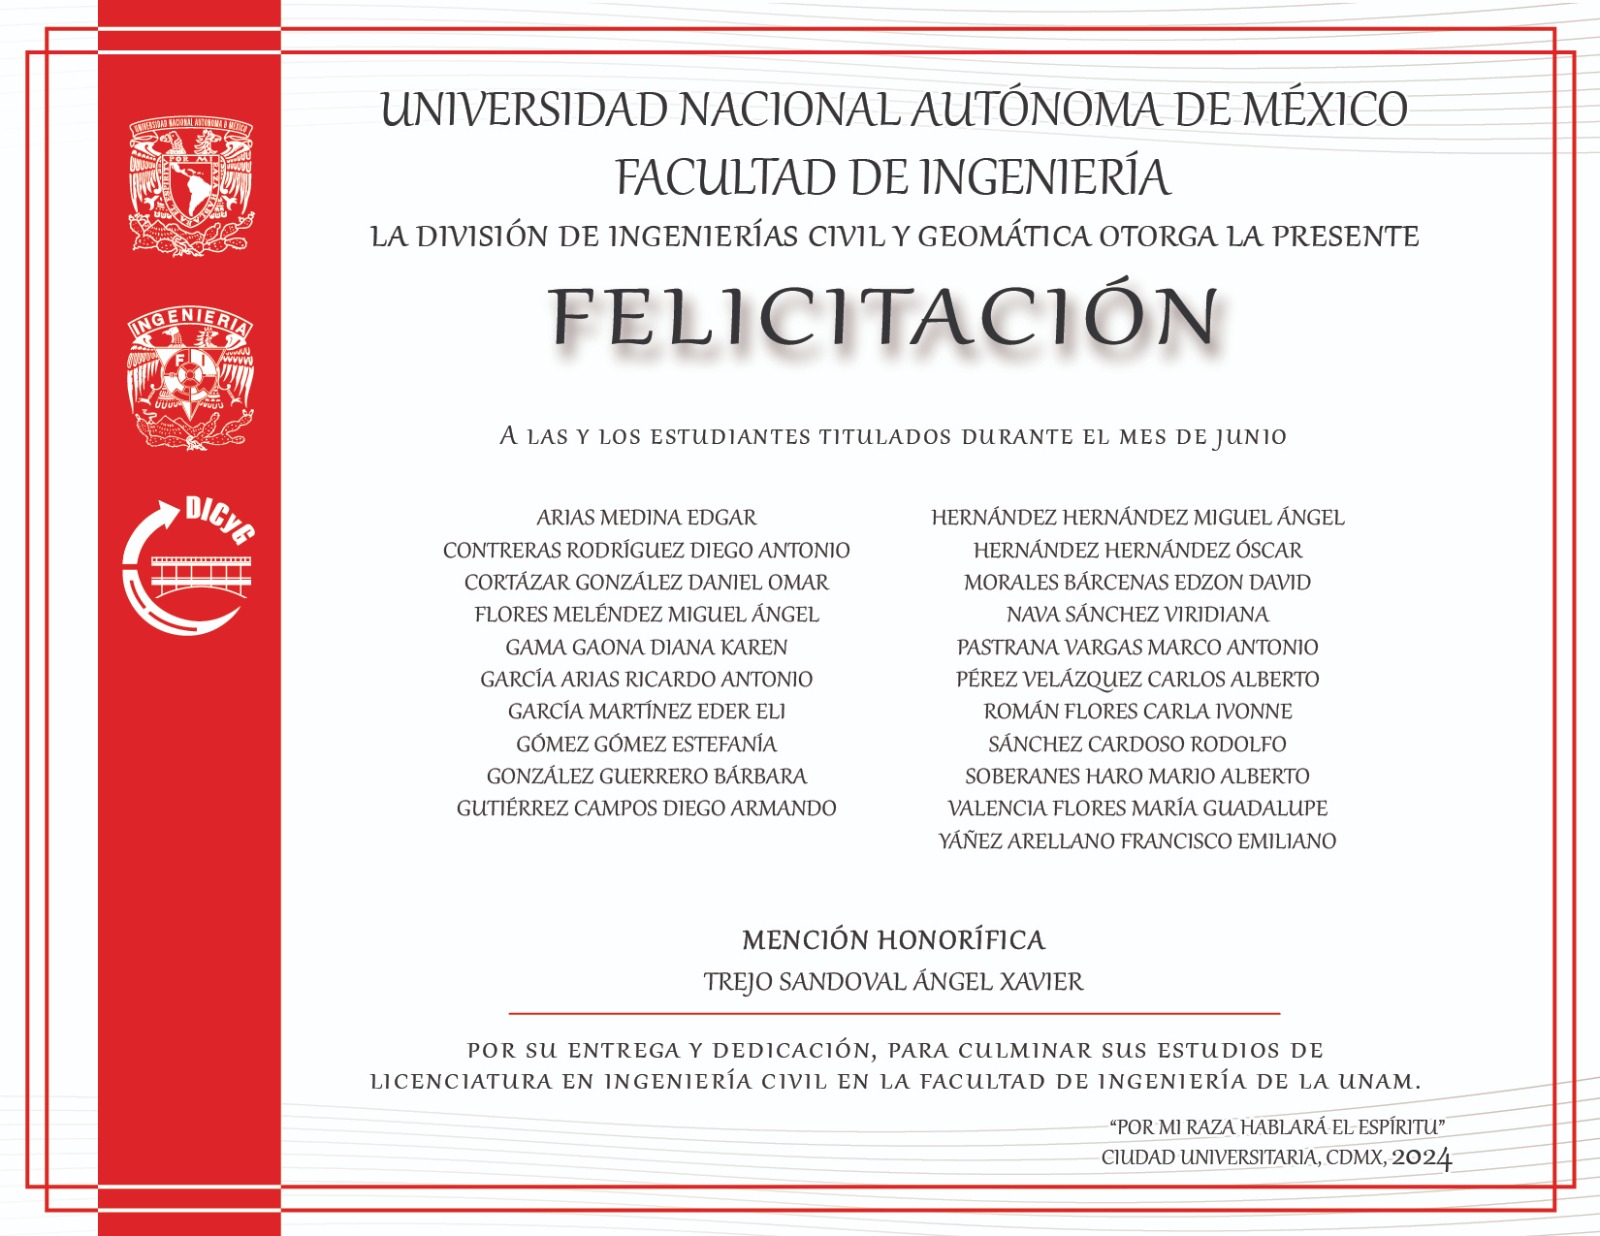 UNIVERSIDAD NACIONAL AUTÓNOMA DE MÉXICO
POR MI
INGENIERIA
F I
DICyG
UNIVERSIDAD NACIONAL AUTÓNOMA DE MÉXICO
FACULTAD DE INGENIERÍA
LA DIVISIÓN DE INGENIERÍAS CIVIL Y GEOMÁTICA OTORGA LA PRESENTE
FELICITACIÓN
A LAS Y LOS ESTUDIANTES TITULADOS DURANTE EL MES DE JUNIO
ARIAS MEDINA EDGAR
CONTRERAS RODRÍGUEZ DIEGO ANTONIO
CORTÁZAR GONZÁLEZ DANIEL OMAR
FLORES MELÉNDEZ MIGUEL ÁNGEL
GAMA GAONA DIANA KAREN
GARCÍA ARIAS RICARDO ANTONIO
GARCÍA MARTÍNEZ EDER ELI
GÓMEZ GÓMEZ ESTEFANÍA
GONZÁLEZ GUERRERO BÁRBARA
GUTIÉRREZ CAMPOS DIEGO ARMANDO
HERNÁNDEZ HERNÁNDEZ MIGUEL ÁNGEL
HERNÁNDEZ HERNÁNDEZ ÓSCAR
MORALES BÁRCENAS EDZON DAVID
NAVA SÁNCHEZ VIRIDIANA
PASTRANA VARGAS MARCO ANTONIO
PÉREZ VELÁZQUEZ CARLOS ALBERTO
ROMÁN FLORES CARLA IVONNE
SÁNCHEZ CARDOSO RODOLFO
SOBERANES HARO MARIO ALBERTO
VALENCIA FLORES MARÍA GUADALUPE
YÁÑEZ ARELLANO FRANCISCO EMILIANO
MENCIÓN HONORÍFICA
TREJO SANDOVAL ÁNGEL XAVIER
POR SU ENTREGA Y DEDICACIÓN, PARA CULMINAR SUS ESTUDIOS DE
LICENCIATURA EN INGENIERÍA CIVIL EN LA FACULTAD DE INGENIERÍA DE LA UNAM.
“POR MI RAZA HABLARÁ EL ESPÍRITU”
CIUDAD UNIVERSITARIA, CDMX, 2024